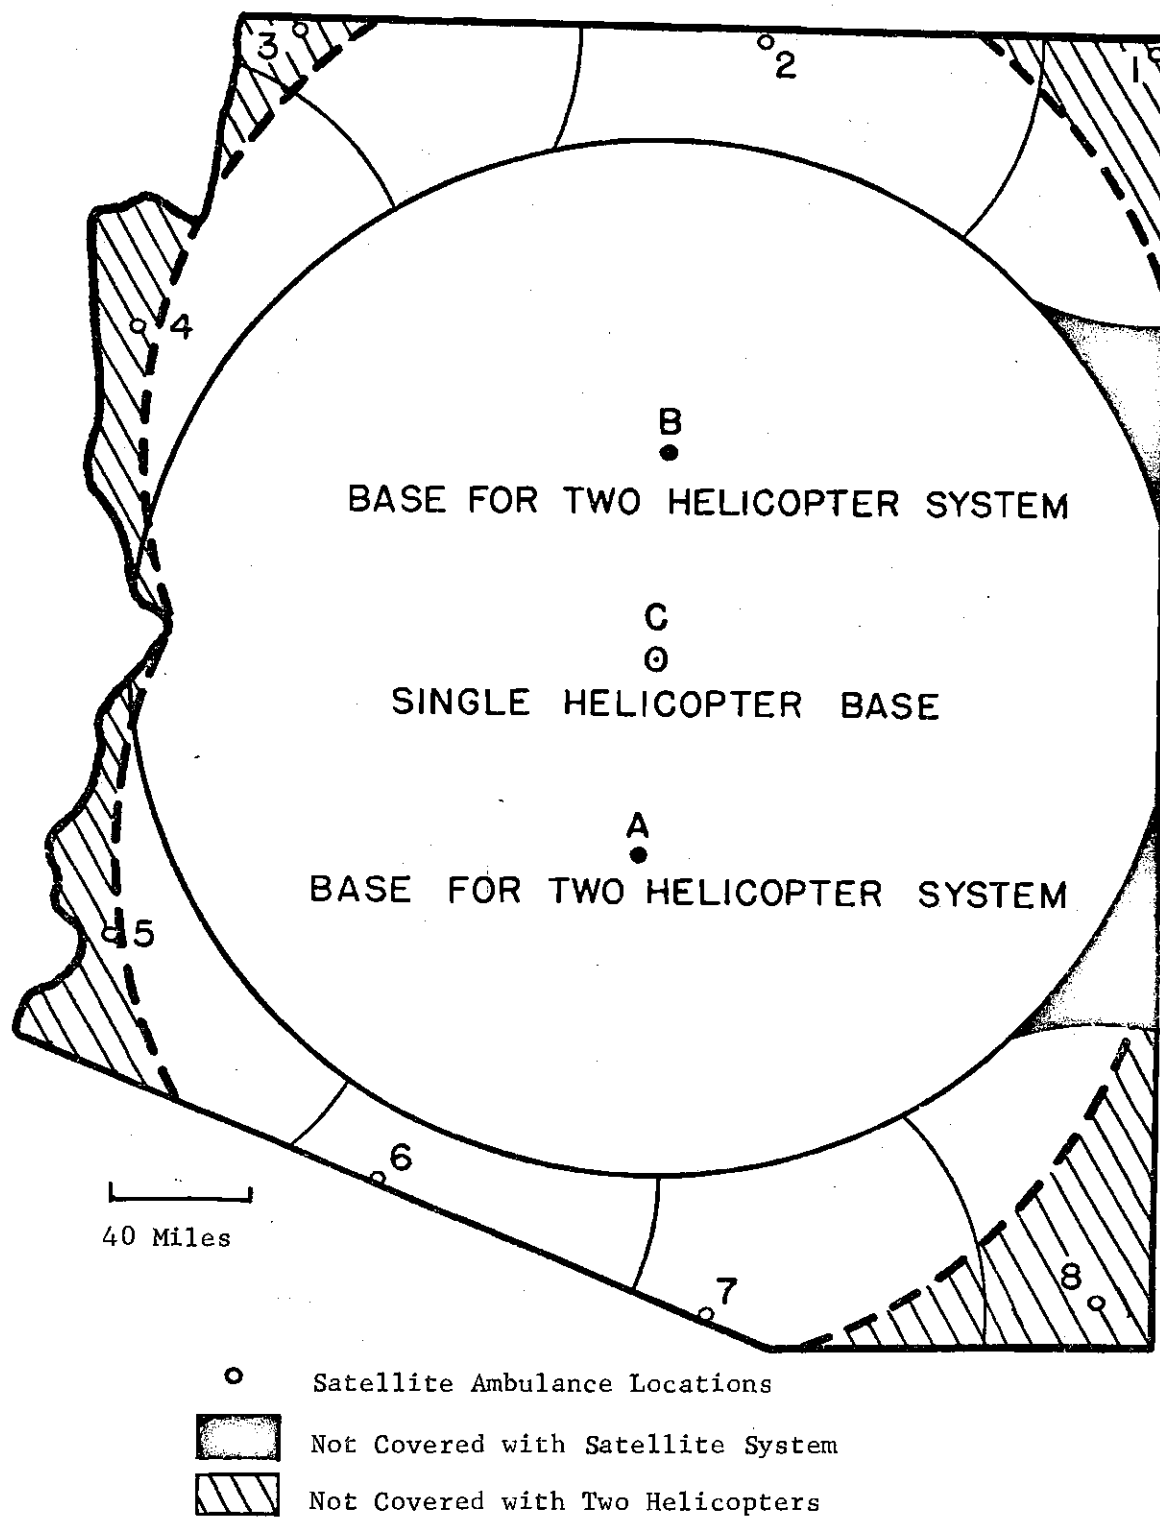 3
2
1
4
B
BASE FOR TWO HELICOPTER SYSTEM
C
SINGLE HELICOPTER BASE
A
BASE FOR TWO HELICOPTER SYSTEM
5
6
40 Miles
8
7
Satellite Ambulance Locations
Not Covered with Satellite System
Not Covered with Two Helicopters